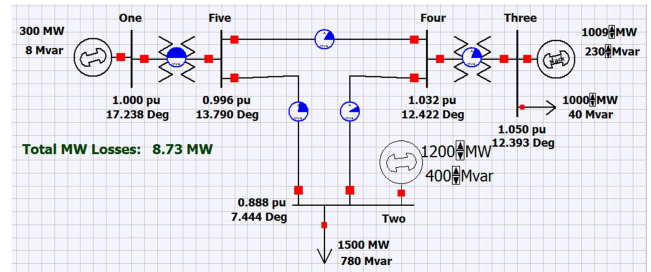 One
Five
Four
Three
300 MW
8 Mvar
1009 MW
230 Mvar
slack
1.000 pu
17.238 Deg
0.996 pu
13.790 Deg
1.032 pu
12.422 Deg
1000 MW
40 Mvar
1.050 pu
12.393 Deg
Total MW Losses: 8.73 MW
1200 MW
400 Mvar
0.888 pu
7.444 Deg
Two
1500 MW
780 Mvar